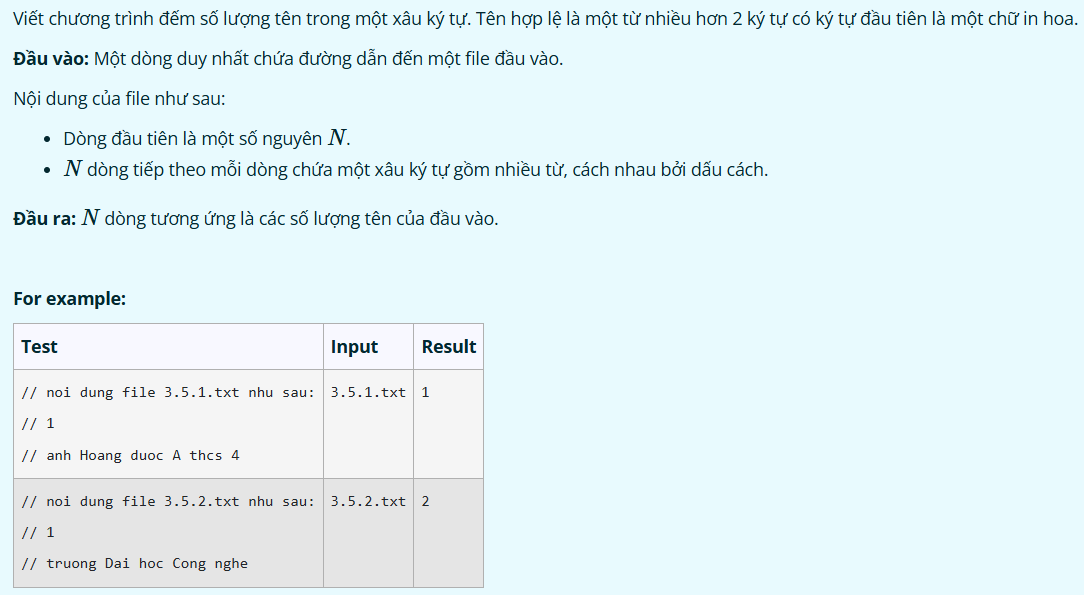 Viết chương trình đếm số lượng tên trong một xâu ký tự. Tên hợp lệ là một từ nhiều hơn 2 ký tự có ký tự đầu tiên là một chữ in hoa.
Đầu vào: Một dòng duy nhất chứa đường dẫn đến một file đầu vào.
Nội dung của file như sau:
• Dòng đầu tiên là một số nguyên N.
• N dòng tiếp theo mỗi dòng chứa một xâu ký tự gồm nhiều từ, cách nhau bởi dấu cách.
Đầu ra: N dòng tương ứng là các số lượng tên của đầu vào.
For example:
Test Input Result
// noi dung file 3.5.1.txt nhu sau: 3.5.1.txt 1
// 1
// anh Hoang duoc A thcs 4
// noi dung file 3.5.2.txt nhu sau: 3.5.2.txt 2
// 1
// truong Dai hoc Cong nghe